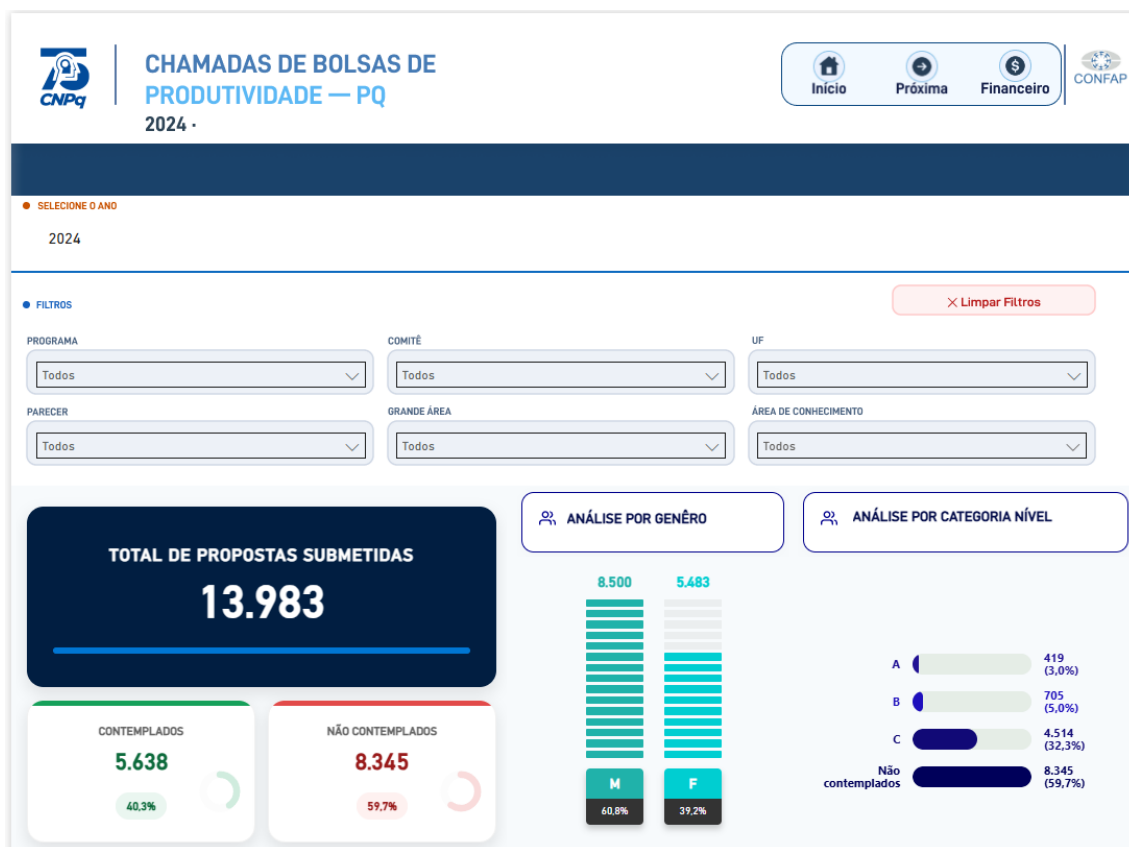 75
CNPq
CHAMADAS DE BOLSAS DE
PRODUTIVIDADE — PQ
2024 ·
Início
Próxima
Financeiro
CONFAP
SELECIONE O ANO
2024
FILTROS
Limpar Filtros
PROGRAMA
COMITÊ
UF
Todos
Todos
Todos
PARECER
GRANDE ÁREA
ÁREA DE CONHECIMENTO
Todos
Todos
Todos
TOTAL DE PROPOSTAS SUBMETIDAS
13.983
CONTEMPLADOS
5.638
40,3%
NÃO CONTEMPLADOS
8.345
59,7%
ANÁLISE POR GENÊRO
8.500
5.483
M
F
60,8%
39,2%
ANÁLISE POR CATEGORIA NÍVEL
A
419
(3,0%)
B
705
(5,0%)
C
4.514
(32,3%)
Não
contemplados
8.345
(59,7%)